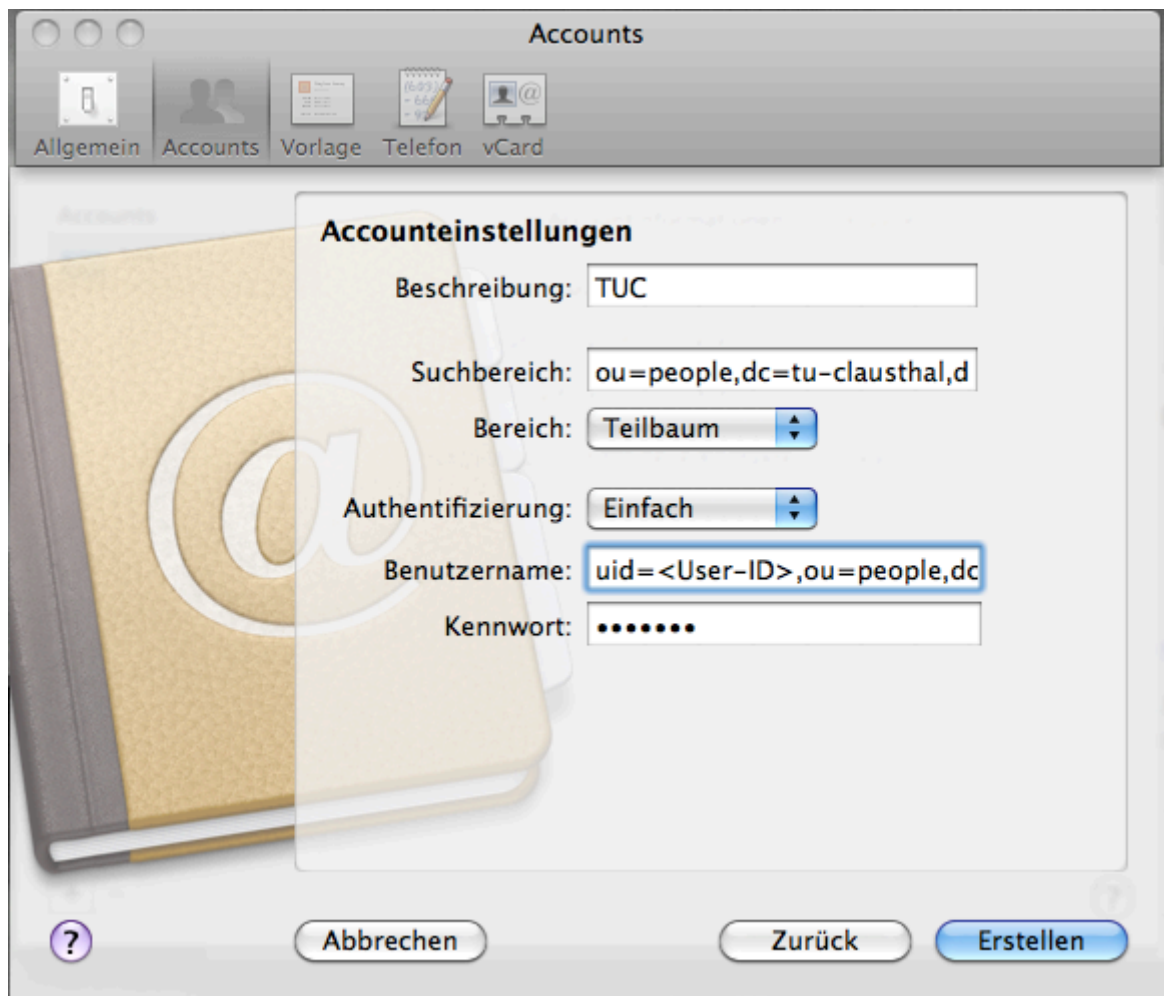 Accounts
Allgemein Accounts Vorlage Telefon vCard
Accounts
Accounteinstellungen
Beschreibung: TUC
Suchbereich: ou=people,dc=tu-clausthal,d
Bereich: Teilbaum
Authentifizierung: Einfach
Benutzername: uid=<User-ID>,ou=people,dc
Kennwort: •••••••
@
? Abbrechen Zurück Erstellen